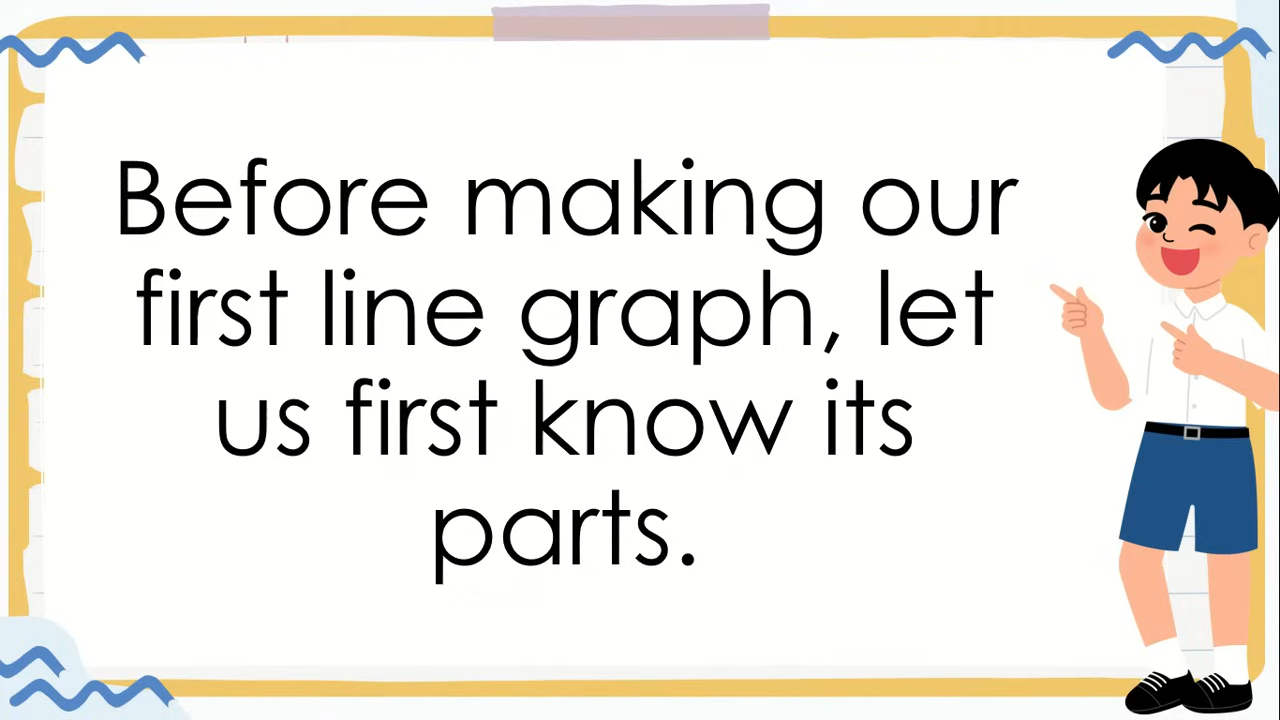 Before making our
first line graph, let
us first know its
parts.